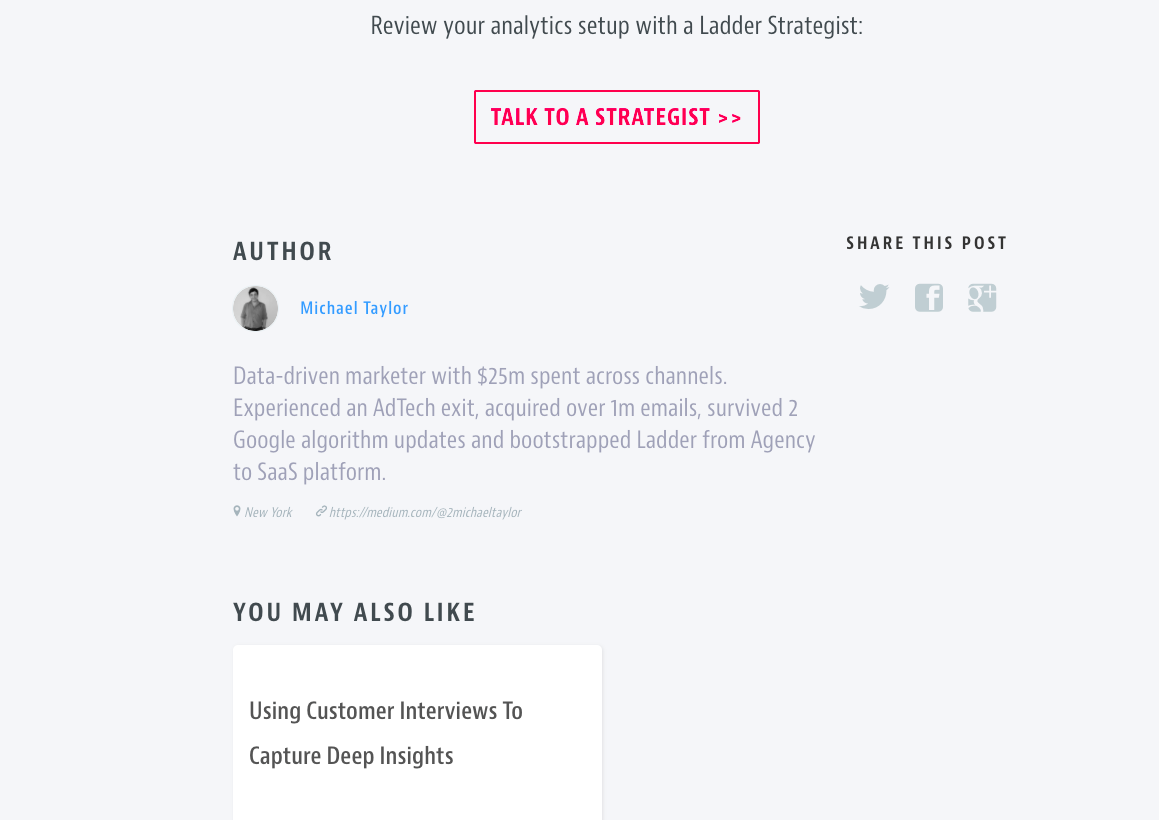 Review your analytics setup with a Ladder Strategist:
TALK TO A STRATEGIST >>
AUTHOR
SHARE THIS POST
Michael Taylor
Data-driven marketer with $25m spent across channels.
Experienced an AdTech exit, acquired over 1m emails, survived 2
Google algorithm updates and bootstrapped Ladder from Agency
to SaaS platform.
New York https://medium.com/@2michaeltaylor
YOU MAY ALSO LIKE
Using Customer Interviews To
Capture Deep Insights